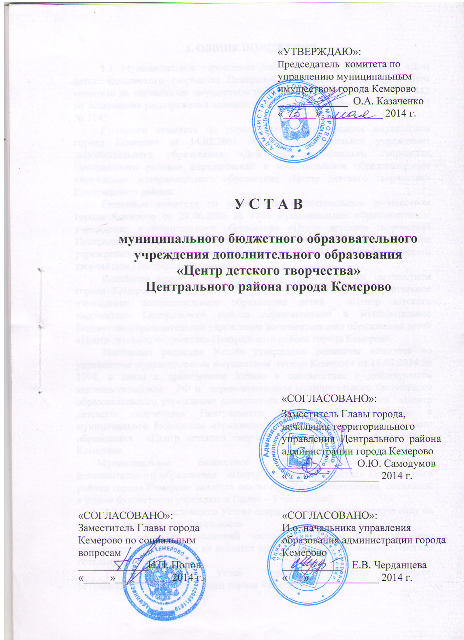 «УТВЕРЖДАЮ»:
Председатель комитета по
управлению муниципальным
имуществом города Кемерово
О.А. Казаченко
« 15 » мая 2014 г.
У С Т А В
муниципального бюджетного образовательного
учреждения дополнительного образования
«Центр детского творчества»
Центрального района города Кемерово
«СОГЛАСОВАНО»:
Заместитель Главы города,
начальник территориального
управления Центрального района
администрации города Кемерово
О.Ю. Самодумов
« » 2014 г.
«СОГЛАСОВАНО»:
Заместитель Главы города
Кемерово по социальным
вопросам
Попов
« » 2014 г.
«СОГЛАСОВАНО»:
И.о. начальника управления
образования администрации города
Кемерово
Е.В. Черданцева
« » 2014 г.